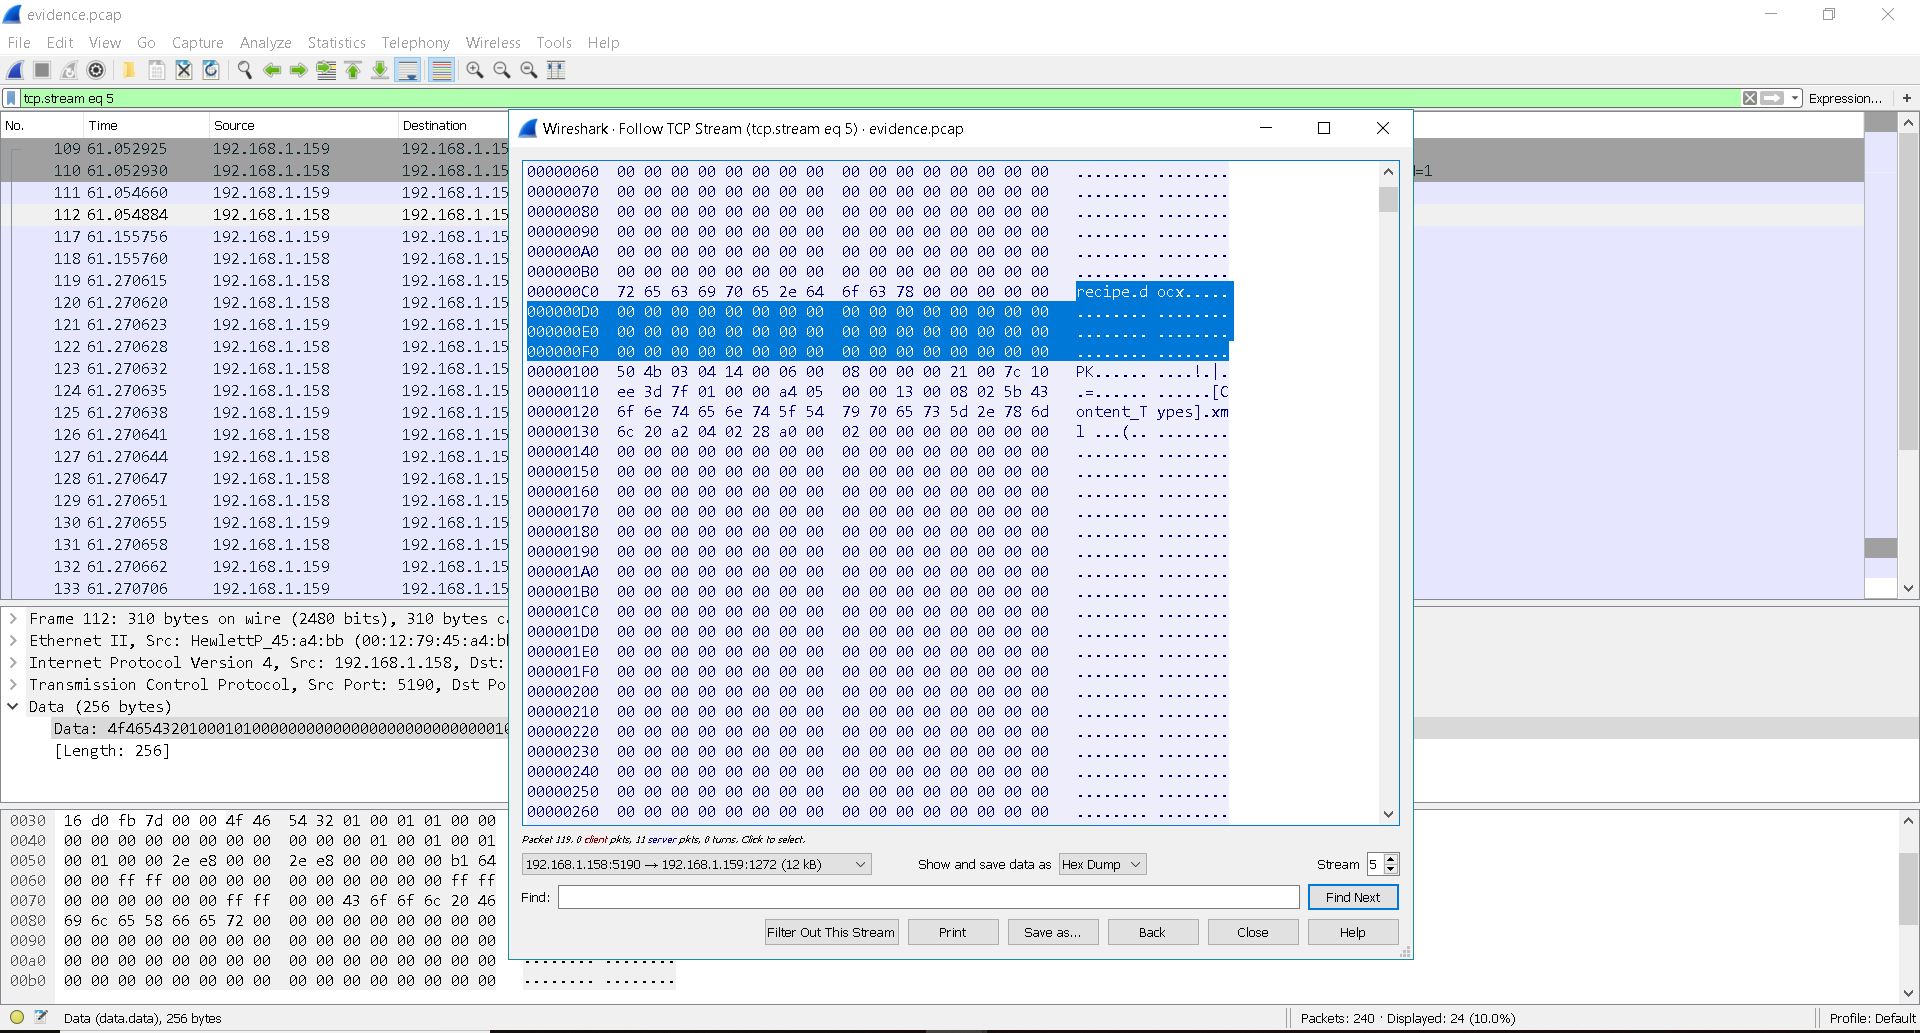 evidence.pcap
File Edit View Go Capture Analyze Statistics Telephony Wireless Tools Help
tcp.stream eq 5
Expression... +
No. Time Source Destination
109 61.052925 192.168.1.159 192.168.1.15
110 61.052930 192.168.1.158 192.168.1.15 =1
111 61.054660 192.168.1.159 192.168.1.15
112 61.054884 192.168.1.158 192.168.1.15
117 61.155756 192.168.1.159 192.168.1.15
118 61.155760 192.168.1.158 192.168.1.15
119 61.270615 192.168.1.158 192.168.1.15
120 61.270620 192.168.1.158 192.168.1.15
121 61.270623 192.168.1.159 192.168.1.15
122 61.270628 192.168.1.158 192.168.1.15
123 61.270632 192.168.1.158 192.168.1.15
124 61.270635 192.168.1.159 192.168.1.15
125 61.270638 192.168.1.159 192.168.1.15
126 61.270641 192.168.1.158 192.168.1.15
127 61.270644 192.168.1.158 192.168.1.15
128 61.270647 192.168.1.158 192.168.1.15
129 61.270651 192.168.1.158 192.168.1.15
130 61.270655 192.168.1.159 192.168.1.15
131 61.270658 192.168.1.158 192.168.1.15
132 61.270662 192.168.1.159 192.168.1.15
133 61.270706 192.168.1.159 192.168.1.15
Frame 112: 310 bytes on wire (2480 bits), 310 bytes c
Ethernet II, Src: HewlettP_45:a4:bb (00:12:79:45:a4:b
Internet Protocol Version 4, Src: 192.168.1.158, Dst:
Transmission Control Protocol, Src Port: 5190, Dst Po
Data (256 bytes)
Data: 4f4654320100010100000000000000000000000010
[Length: 256]
0030 16 d0 fb 7d 00 00 4f 46 54 32 01 00 01 01 00 00
0040 00 00 00 00 00 00 00 00 00 00 00 01 00 01 00 01
0050 00 01 00 00 2e e8 00 00 2e e8 00 00 00 00 b1 64
0060 00 00 ff ff 00 00 00 00 00 00 00 00 00 00 ff ff
0070 00 00 00 00 00 00 ff ff 00 00 43 6f 6f 6c 20 46
0080 69 6c 65 58 66 65 72 00 00 00 00 00 00 00 00 00
0090 00 00 00 00 00 00 00 00 00 00 00 00 00 00 00 00
00a0 00 00 00 00 00 00 00 00 00 00 00 00 00 00 00 00 ........ ........
00b0 00 00 00 00 00 00 00 00 00 00 00 00 00 00 00 00 ........ ........
Data (data.data), 256 bytes
Packets: 240 · Displayed: 24 (10.0%)
Profile: Default
Wireshark · Follow TCP Stream (tcp.stream eq 5) · evidence.pcap
00000060 00 00 00 00 00 00 00 00 00 00 00 00 00 00 00 00 ........ ........
00000070 00 00 00 00 00 00 00 00 00 00 00 00 00 00 00 00 ........ ........
00000080 00 00 00 00 00 00 00 00 00 00 00 00 00 00 00 00 ........ ........
00000090 00 00 00 00 00 00 00 00 00 00 00 00 00 00 00 00 ........ ........
000000A0 00 00 00 00 00 00 00 00 00 00 00 00 00 00 00 00 ........ ........
000000B0 00 00 00 00 00 00 00 00 00 00 00 00 00 00 00 00 ........ ........
000000C0 72 65 63 69 70 65 2e 64 6f 63 78 00 00 00 00 00 recipe.d ocx.....
000000D0 00 00 00 00 00 00 00 00 00 00 00 00 00 00 00 00 ........ ........
000000E0 00 00 00 00 00 00 00 00 00 00 00 00 00 00 00 00 ........ ........
000000F0 00 00 00 00 00 00 00 00 00 00 00 00 00 00 00 00 ........ ........
00000100 50 4b 03 04 14 00 06 00 08 00 00 00 21 00 7c 10 PK...... ....!.|.
00000110 ee 3d 7f 01 00 00 a4 05 00 00 13 00 08 02 5b 43 .=...... ......[C
00000120 6f 6e 74 65 6e 74 5f 54 79 70 65 73 5d 2e 78 6d ontent_T ypes].xm
00000130 6c 20 a2 04 02 28 a0 00 02 00 00 00 00 00 00 00 l ...(.. ........
00000140 00 00 00 00 00 00 00 00 00 00 00 00 00 00 00 00 ........ ........
00000150 00 00 00 00 00 00 00 00 00 00 00 00 00 00 00 00 ........ ........
00000160 00 00 00 00 00 00 00 00 00 00 00 00 00 00 00 00 ........ ........
00000170 00 00 00 00 00 00 00 00 00 00 00 00 00 00 00 00 ........ ........
00000180 00 00 00 00 00 00 00 00 00 00 00 00 00 00 00 00 ........ ........
00000190 00 00 00 00 00 00 00 00 00 00 00 00 00 00 00 00 ........ ........
000001A0 00 00 00 00 00 00 00 00 00 00 00 00 00 00 00 00 ........ ........
000001B0 00 00 00 00 00 00 00 00 00 00 00 00 00 00 00 00 ........ ........
000001C0 00 00 00 00 00 00 00 00 00 00 00 00 00 00 00 00 ........ ........
000001D0 00 00 00 00 00 00 00 00 00 00 00 00 00 00 00 00 ........ ........
000001E0 00 00 00 00 00 00 00 00 00 00 00 00 00 00 00 00 ........ ........
000001F0 00 00 00 00 00 00 00 00 00 00 00 00 00 00 00 00 ........ ........
00000200 00 00 00 00 00 00 00 00 00 00 00 00 00 00 00 00 ........ ........
00000210 00 00 00 00 00 00 00 00 00 00 00 00 00 00 00 00 ........ ........
00000220 00 00 00 00 00 00 00 00 00 00 00 00 00 00 00 00 ........ ........
00000230 00 00 00 00 00 00 00 00 00 00 00 00 00 00 00 00 ........ ........
00000240 00 00 00 00 00 00 00 00 00 00 00 00 00 00 00 00 ........ ........
00000250 00 00 00 00 00 00 00 00 00 00 00 00 00 00 00 00 ........ ........
00000260 00 00 00 00 00 00 00 00 00 00 00 00 00 00 00 00 ........ ........
Packet 119. 0 client pkts, 11 server pkts, 0 turns. Click to select.
192.168.1.158:5190 → 192.168.1.159:1272 (12 kB) Show and save data as Hex Dump Stream 5
Find: Find Next
Filter Out This Stream Print Save as... Back Close Help